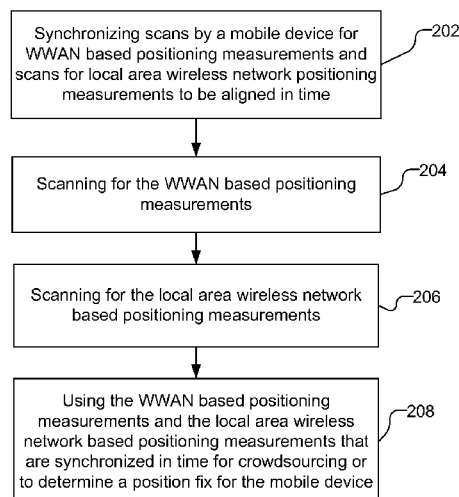 Synchronizing scans by a mobile device for
WWAN based positioning measurements and
scans for local area wireless network positioning
measurements to be aligned in time
202
Scanning for the WWAN based positioning
measurements
204
Scanning for the local area wireless network
based positioning measurements
206
Using the WWAN based positioning
measurements and the local area wireless
network based positioning measurements that
are synchronized in time for crowdsourcing or
to determine a position fix for the mobile device
208